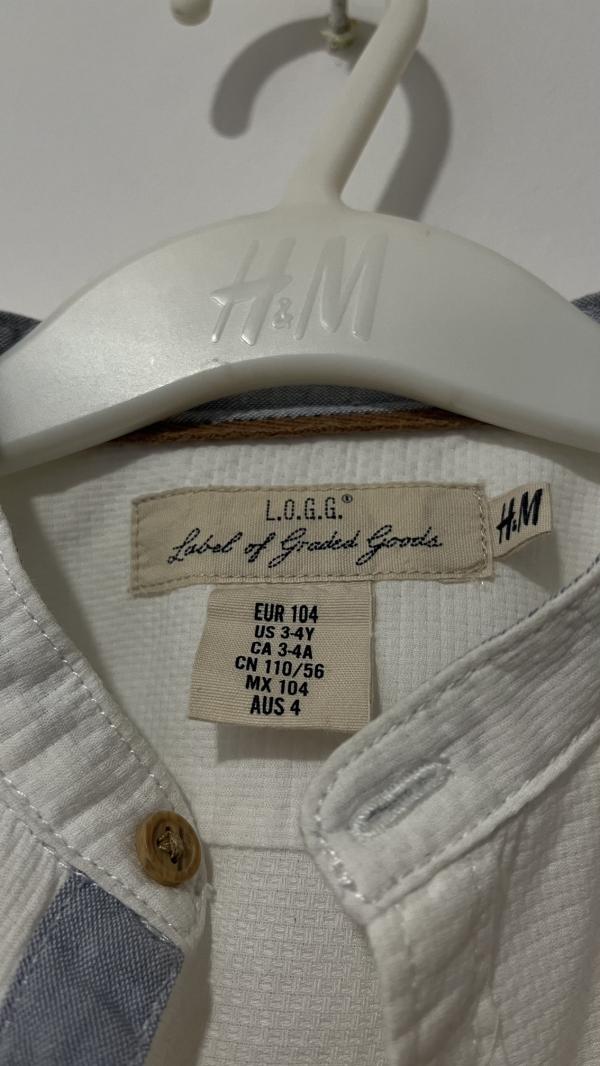 H&M
L.O.G.G.®
Label of Graded Goods
H&M
EUR 104
US 3-4Y
CA 3-4A
CN 110/56
MX 104
AUS 4